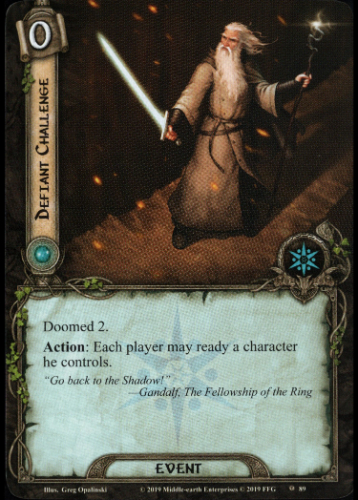 0
Defiant Challenge
Doomed 2.
Action: Each player may ready a character
he controls.
"Go back to the Shadow!"
—Gandalf, The Fellowship of the Ring
EVENT
Illus. Greg Opalinski © 2019 Middle-earth Enterprises © 2019 FFG 89